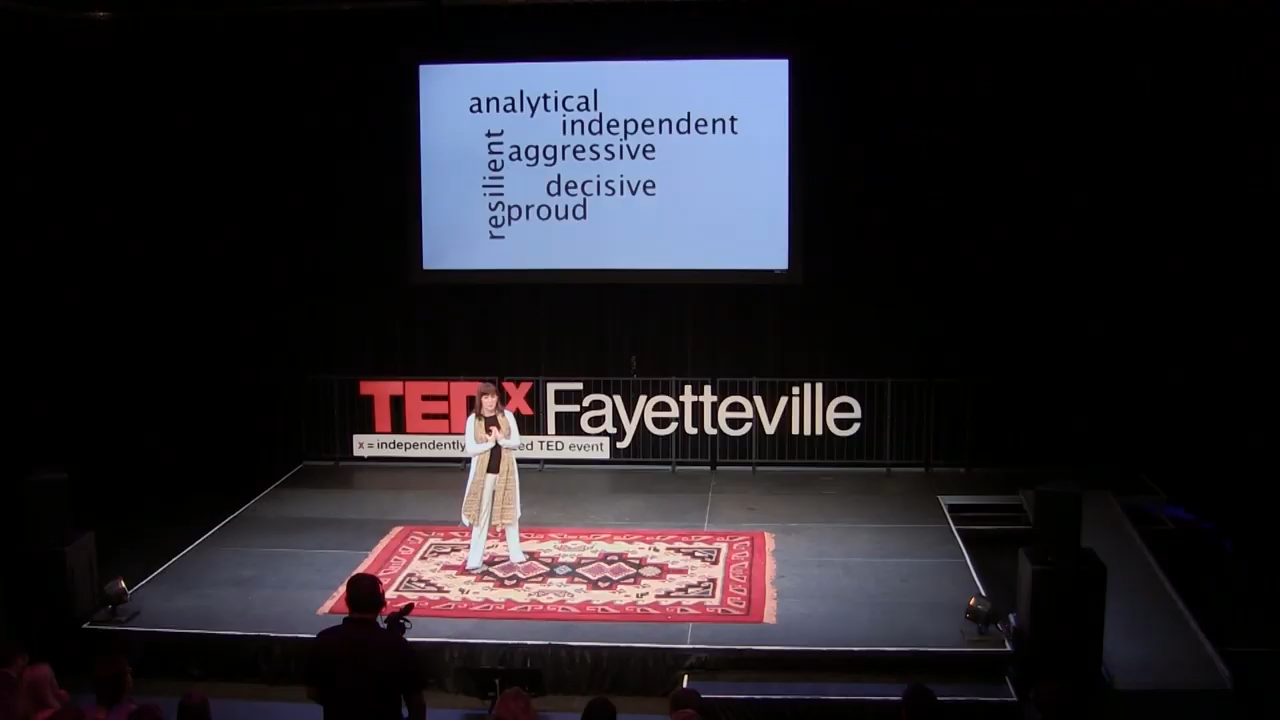 analytical
independent
resilient
aggressive
decisive
proud
TEDx Fayetteville
x = independently ed TED event